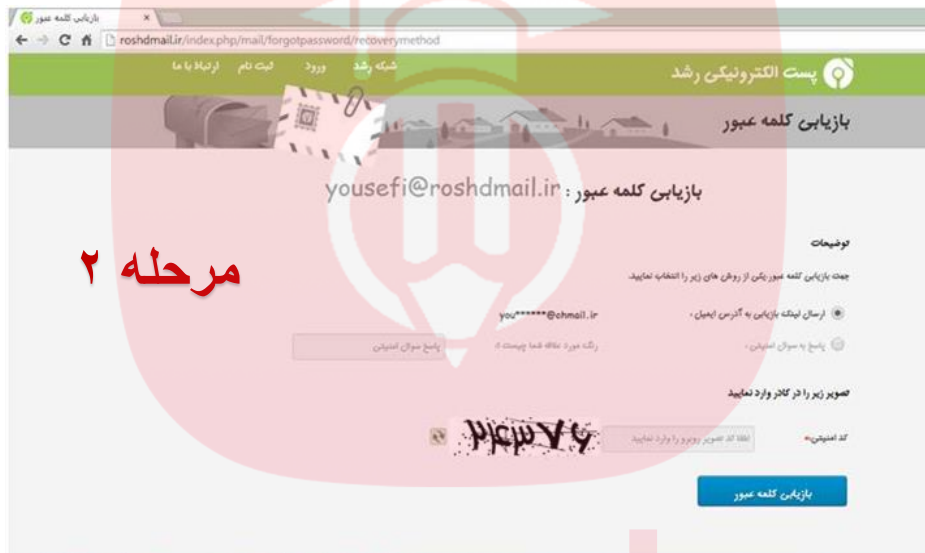 بازیابی کلمه عبور
roshdmail.ir/index.php/mail/forgotpassword/recoverymethod
پست الکترونیکی رشد
شبکه رشد ورود ثبت نام ارتباط با ما
بازیابی کلمه عبور
بازیابی کلمه عبور : yousefi@roshdmail.ir
مرحله ۲
توضیحات
جهت بازیابی کلمه عبور یکی از روش های زیر را انتخاب نمایید.
ارسال لینک بازیابی به آدرس ایمیل : you******@chmail.ir
پاسخ به سوال امنیتی : رنگ مورد علاقه شما چیست ؟ پاسخ سوال امنیتی
تصویر زیر را در کادر وارد نمایید
کد امنیتی:* لطفا کد تصویر روبرو را وارد نمایید ۲۴۳۷۶
بازیابی کلمه عبور